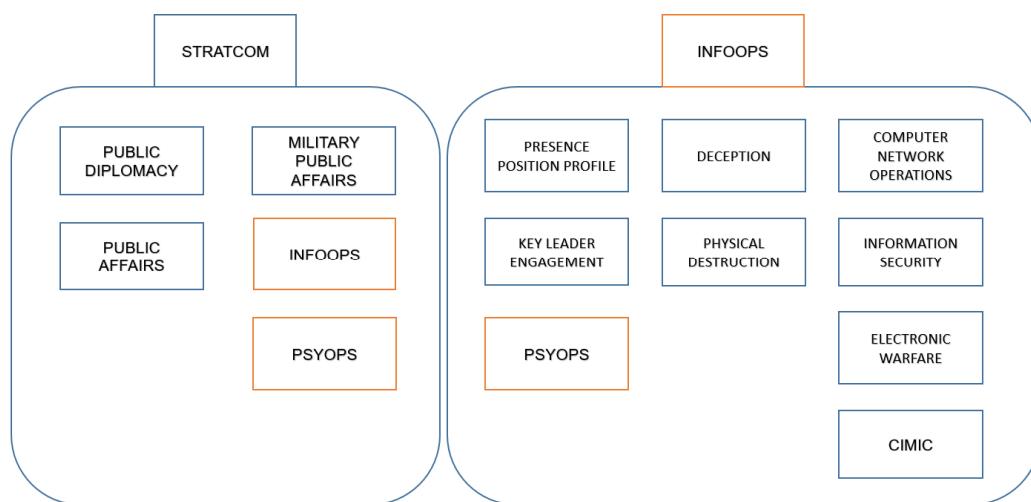 STRATCOM
PUBLIC
DIPLOMACY
MILITARY
PUBLIC
AFFAIRS
PUBLIC
AFFAIRS
INFOOPS
PSYOPS
INFOOPS
PRESENCE
POSITION PROFILE
DECEPTION
COMPUTER
NETWORK
OPERATIONS
KEY LEADER
ENGAGEMENT
PHYSICAL
DESTRUCTION
INFORMATION
SECURITY
PSYOPS
ELECTRONIC
WARFARE
CIMIC